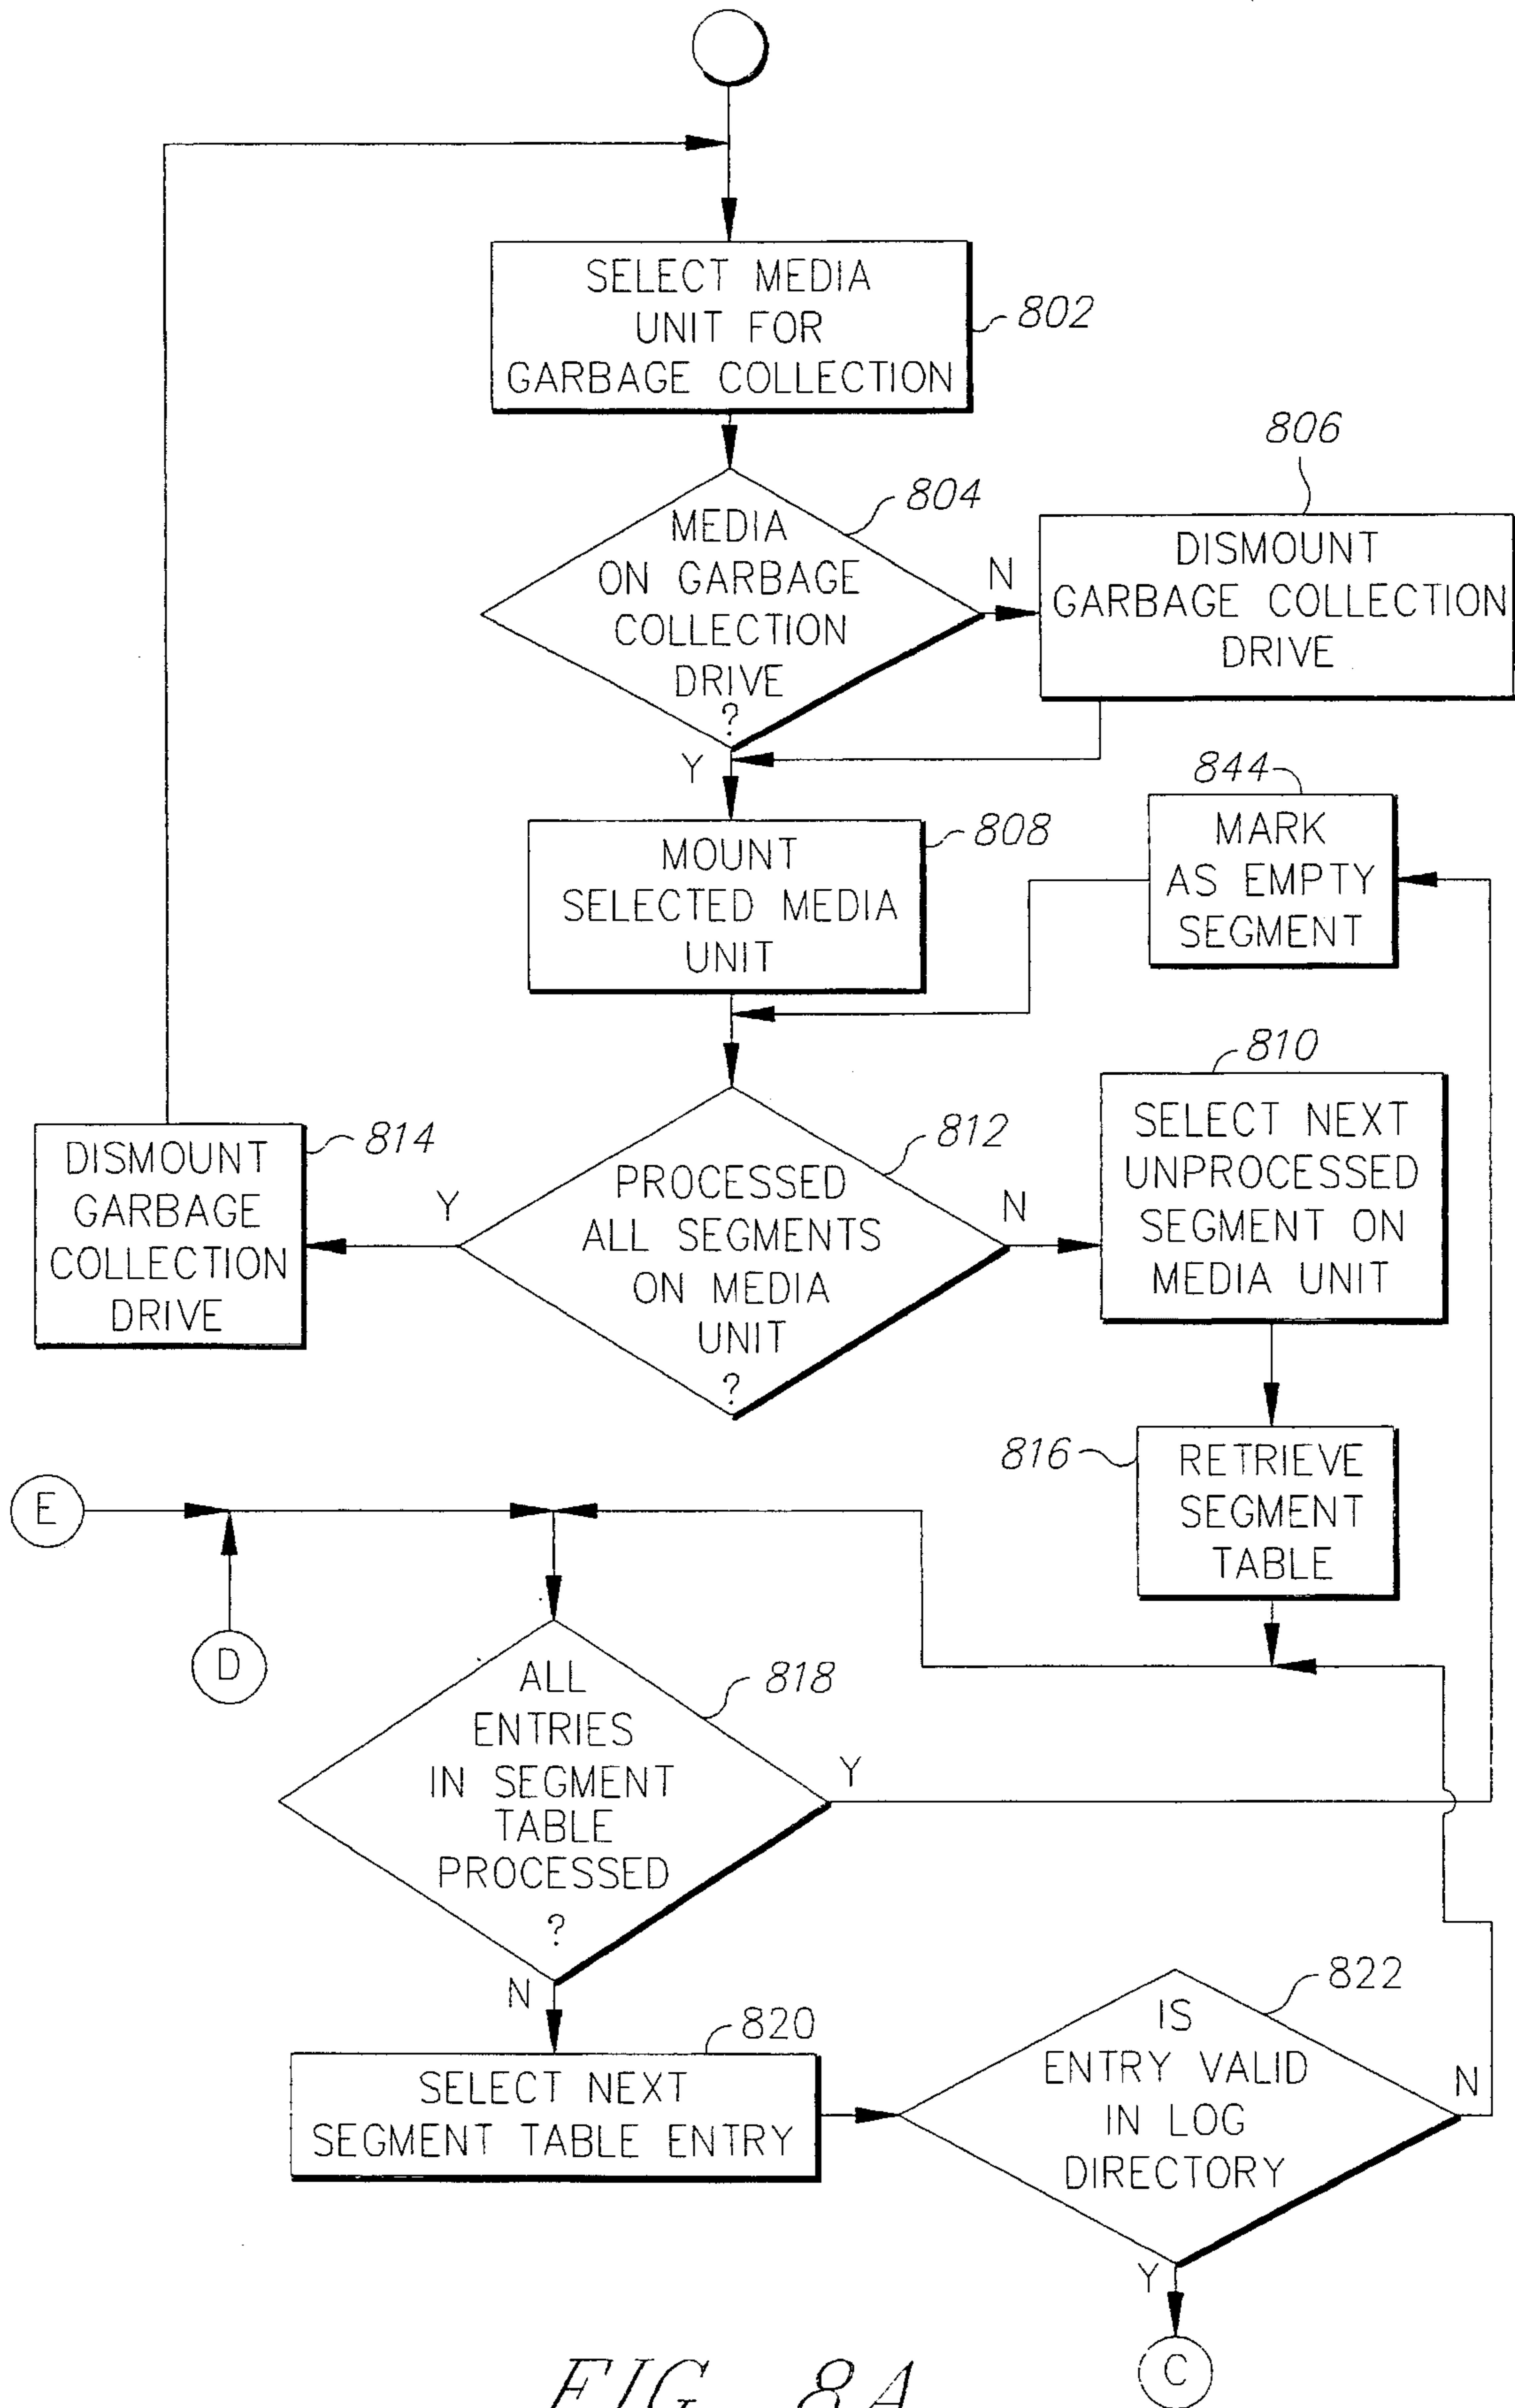 SELECT MEDIA
UNIT FOR
GARBAGE COLLECTION
802
804
MEDIA
ON GARBAGE
COLLECTION
DRIVE
?
N
Y
806
DISMOUNT
GARBAGE COLLECTION
DRIVE
808
MOUNT
SELECTED MEDIA
UNIT
844
MARK
AS EMPTY
SEGMENT
810
SELECT NEXT
UNPROCESSED
SEGMENT ON
MEDIA UNIT
812
PROCESSED
ALL SEGMENTS
ON MEDIA
UNIT
?
Y
N
814
DISMOUNT
GARBAGE
COLLECTION
DRIVE
816
RETRIEVE
SEGMENT
TABLE
E
D
818
ALL
ENTRIES
IN SEGMENT
TABLE
PROCESSED
?
Y
N
820
SELECT NEXT
SEGMENT TABLE ENTRY
822
IS
ENTRY VALID
IN LOG
DIRECTORY
N
Y
C
FIG. 8A